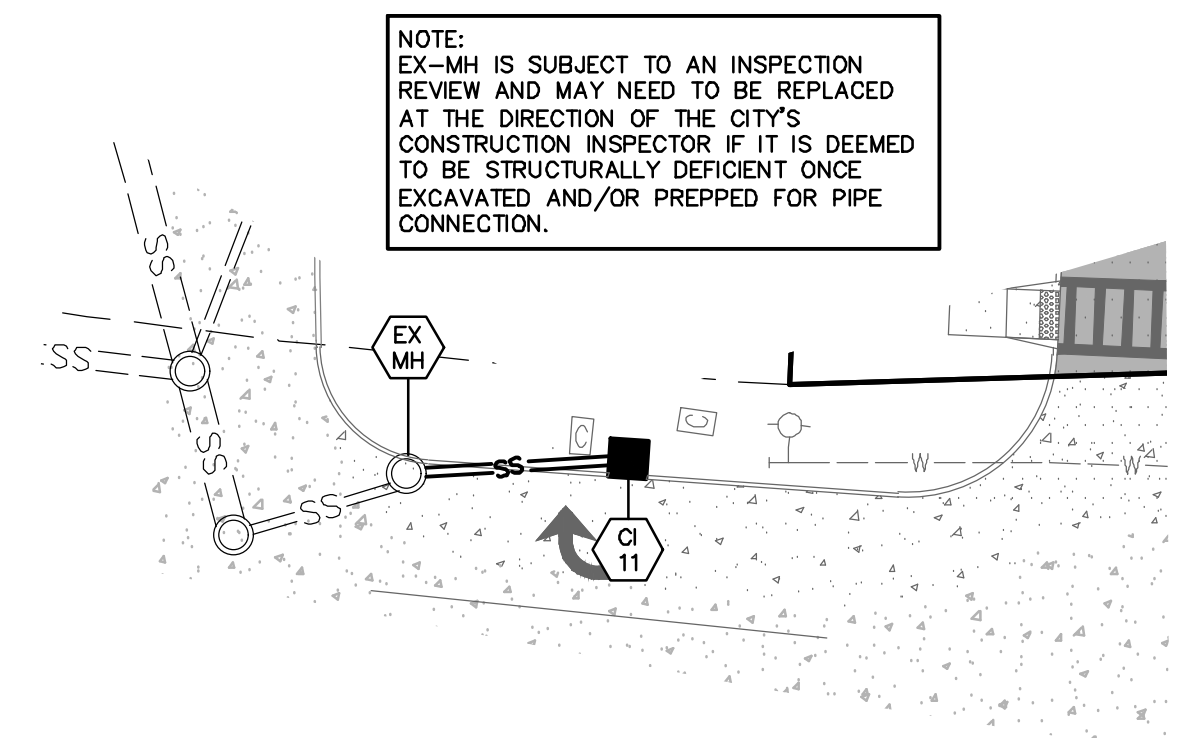 NOTE:
EX-MH IS SUBJECT TO AN INSPECTION
REVIEW AND MAY NEED TO BE REPLACED
AT THE DIRECTION OF THE CITY'S
CONSTRUCTION INSPECTOR IF IT IS DEEMED
TO BE STRUCTURALLY DEFICIENT ONCE
EXCAVATED AND/OR PREPPED FOR PIPE
CONNECTION.
SS
EX
MH
SS
C
C
SS
SS
W
W
SS
CI
11